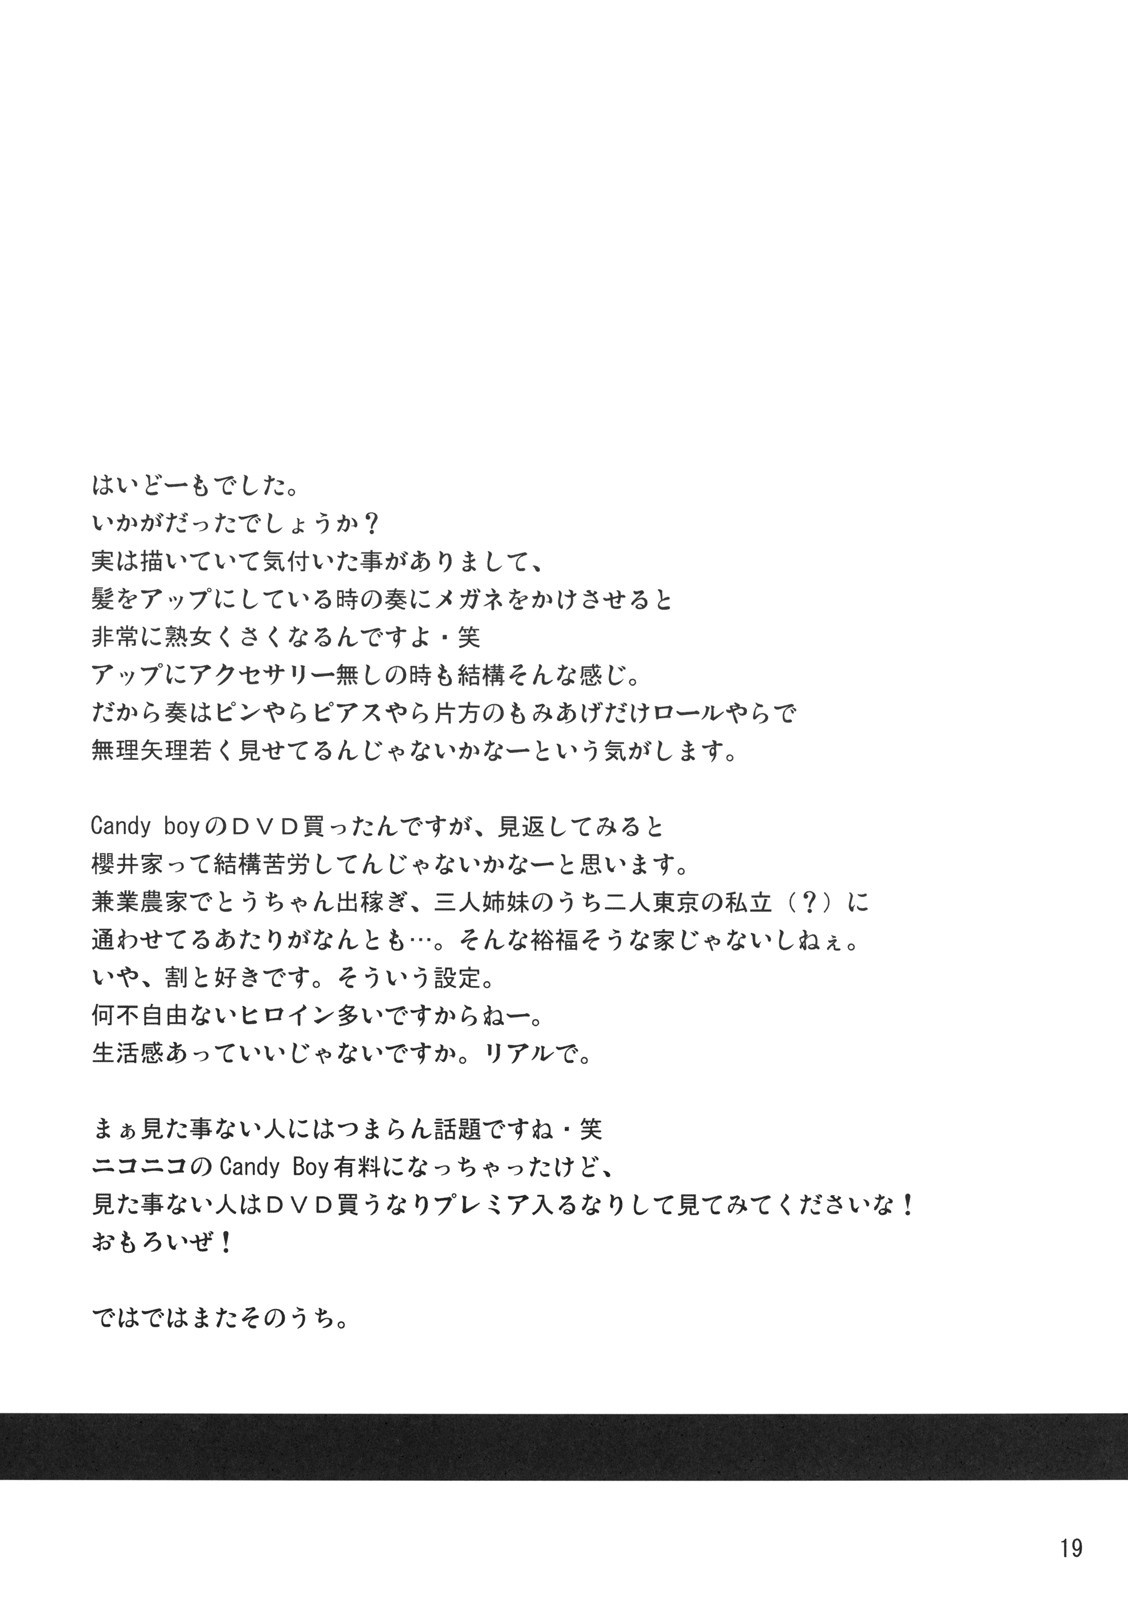 はいどーもでした。
いかがだったでしょうか？
実は描いていて気付いた事がありまして、
髪をアップにしている時の奏にメガネをかけさせると
非常に熟女くさくなるんですよ・笑
アップにアクセサリー無しの時も結構そんな感じ。
だから奏はピンやらピアスやら片方のもみあげだけロールやらで
無理矢理若く見せてるんじゃないかなーという気がします。
Candy boyのＤＶＤ買ったんですが、見返してみると
櫻井家って結構苦労してんじゃないかなーと思います。
兼業農家でとうちゃん出稼ぎ、三人姉妹のうち二人東京の私立（？）に
通わせてるあたりがなんとも…。そんな裕福そうな家じゃないしねぇ。
いや、割と好きです。そういう設定。
何不自由ないヒロイン多いですからねー。
生活感あっていいじゃないですか。リアルで。
まぁ見た事ない人にはつまらん話題ですね・笑
ニコニコのCandy Boy有料になっちゃったけど、
見た事ない人はＤＶＤ買うなりプレミア入るなりして見てみてくださいな！
おもろいぜ！
ではではまたそのうち。
19